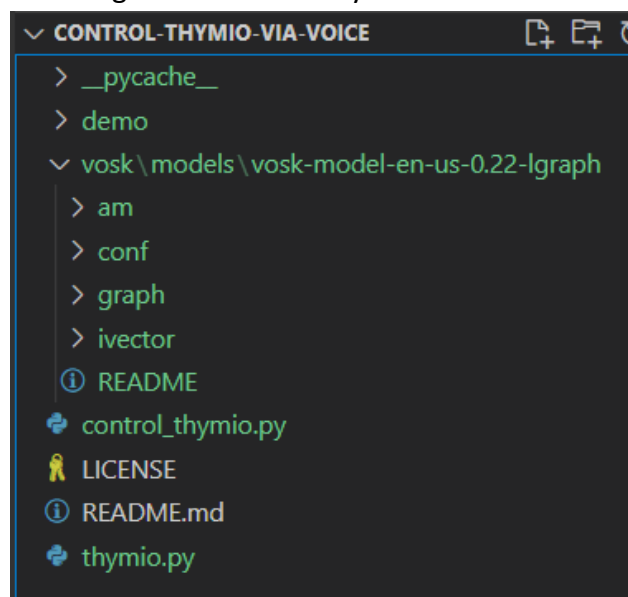 CONTROL-THYMIO-VIA-VOICE
__pycache__
demo
vosk\models\vosk-model-en-us-0.22-lgraph
am
conf
graph
ivector
README
control_thymio.py
LICENSE
README.md
thymio.py